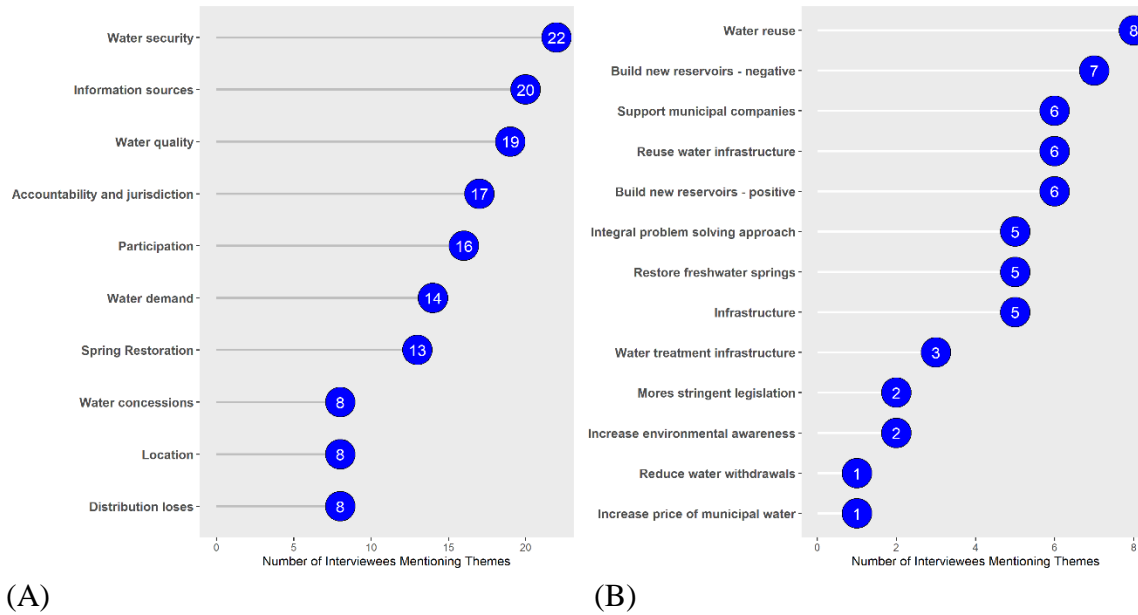 Water security 22
Information sources 20
Water quality 19
Accountability and jurisdiction 17
Participation 16
Water demand 14
Spring Restoration 13
Water concessions 8
Location 8
Distribution loses 8
0 5 10 15 20
Number of Interviewees Mentioning Themes
(A)
Water reuse 8
Build new reservoirs - negative 7
Support municipal companies 6
Reuse water infrastructure 6
Build new reservoirs - positive 6
Integral problem solving approach 5
Restore freshwater springs 5
Infrastructure 5
Water treatment infrastructure 3
Mores stringent legislation 2
Increase environmental awareness 2
Reduce water withdrawals 1
Increase price of municipal water 1
0 2 4 6 8
Number of Interviewees Mentioning Themes
(B)